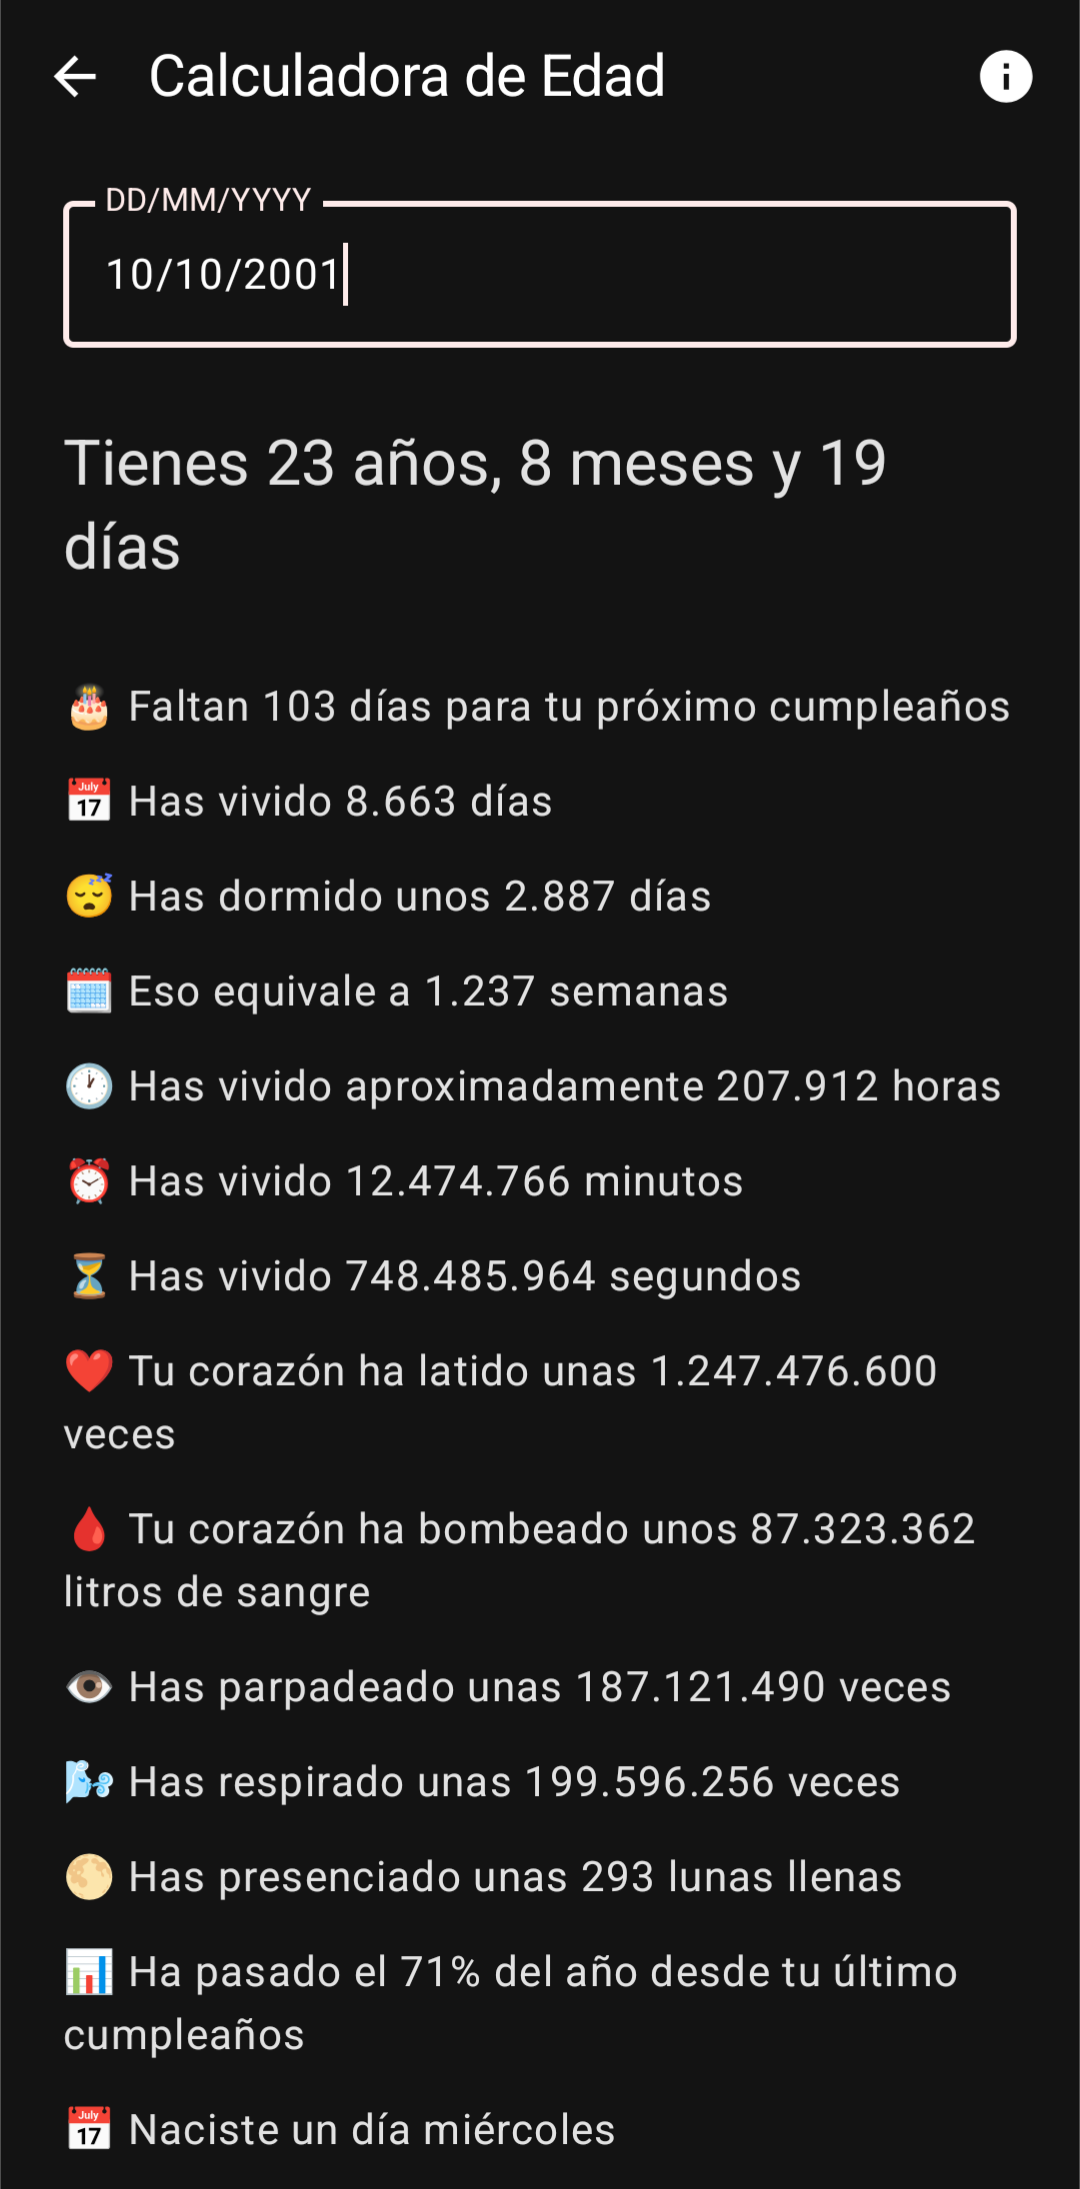 Calculadora de Edad
DD/MM/YYYY
10/10/2001
Tienes 23 años, 8 meses y 19
días
🎂 Faltan 103 días para tu próximo cumpleaños
📅 Has vivido 8.663 días
😴 Has dormido unos 2.887 días
🗓️ Eso equivale a 1.237 semanas
🕐 Has vivido aproximadamente 207.912 horas
⏰ Has vivido 12.474.766 minutos
⏳ Has vivido 748.485.964 segundos
❤️ Tu corazón ha latido unas 1.247.476.600
veces
🩸 Tu corazón ha bombeado unos 87.323.362
litros de sangre
👁️ Has parpadeado unas 187.121.490 veces
🌬️ Has respirado unas 199.596.256 veces
🌕 Has presenciado unas 293 lunas llenas
📊 Ha pasado el 71% del año desde tu último
cumpleaños
📅 Naciste un día miércoles